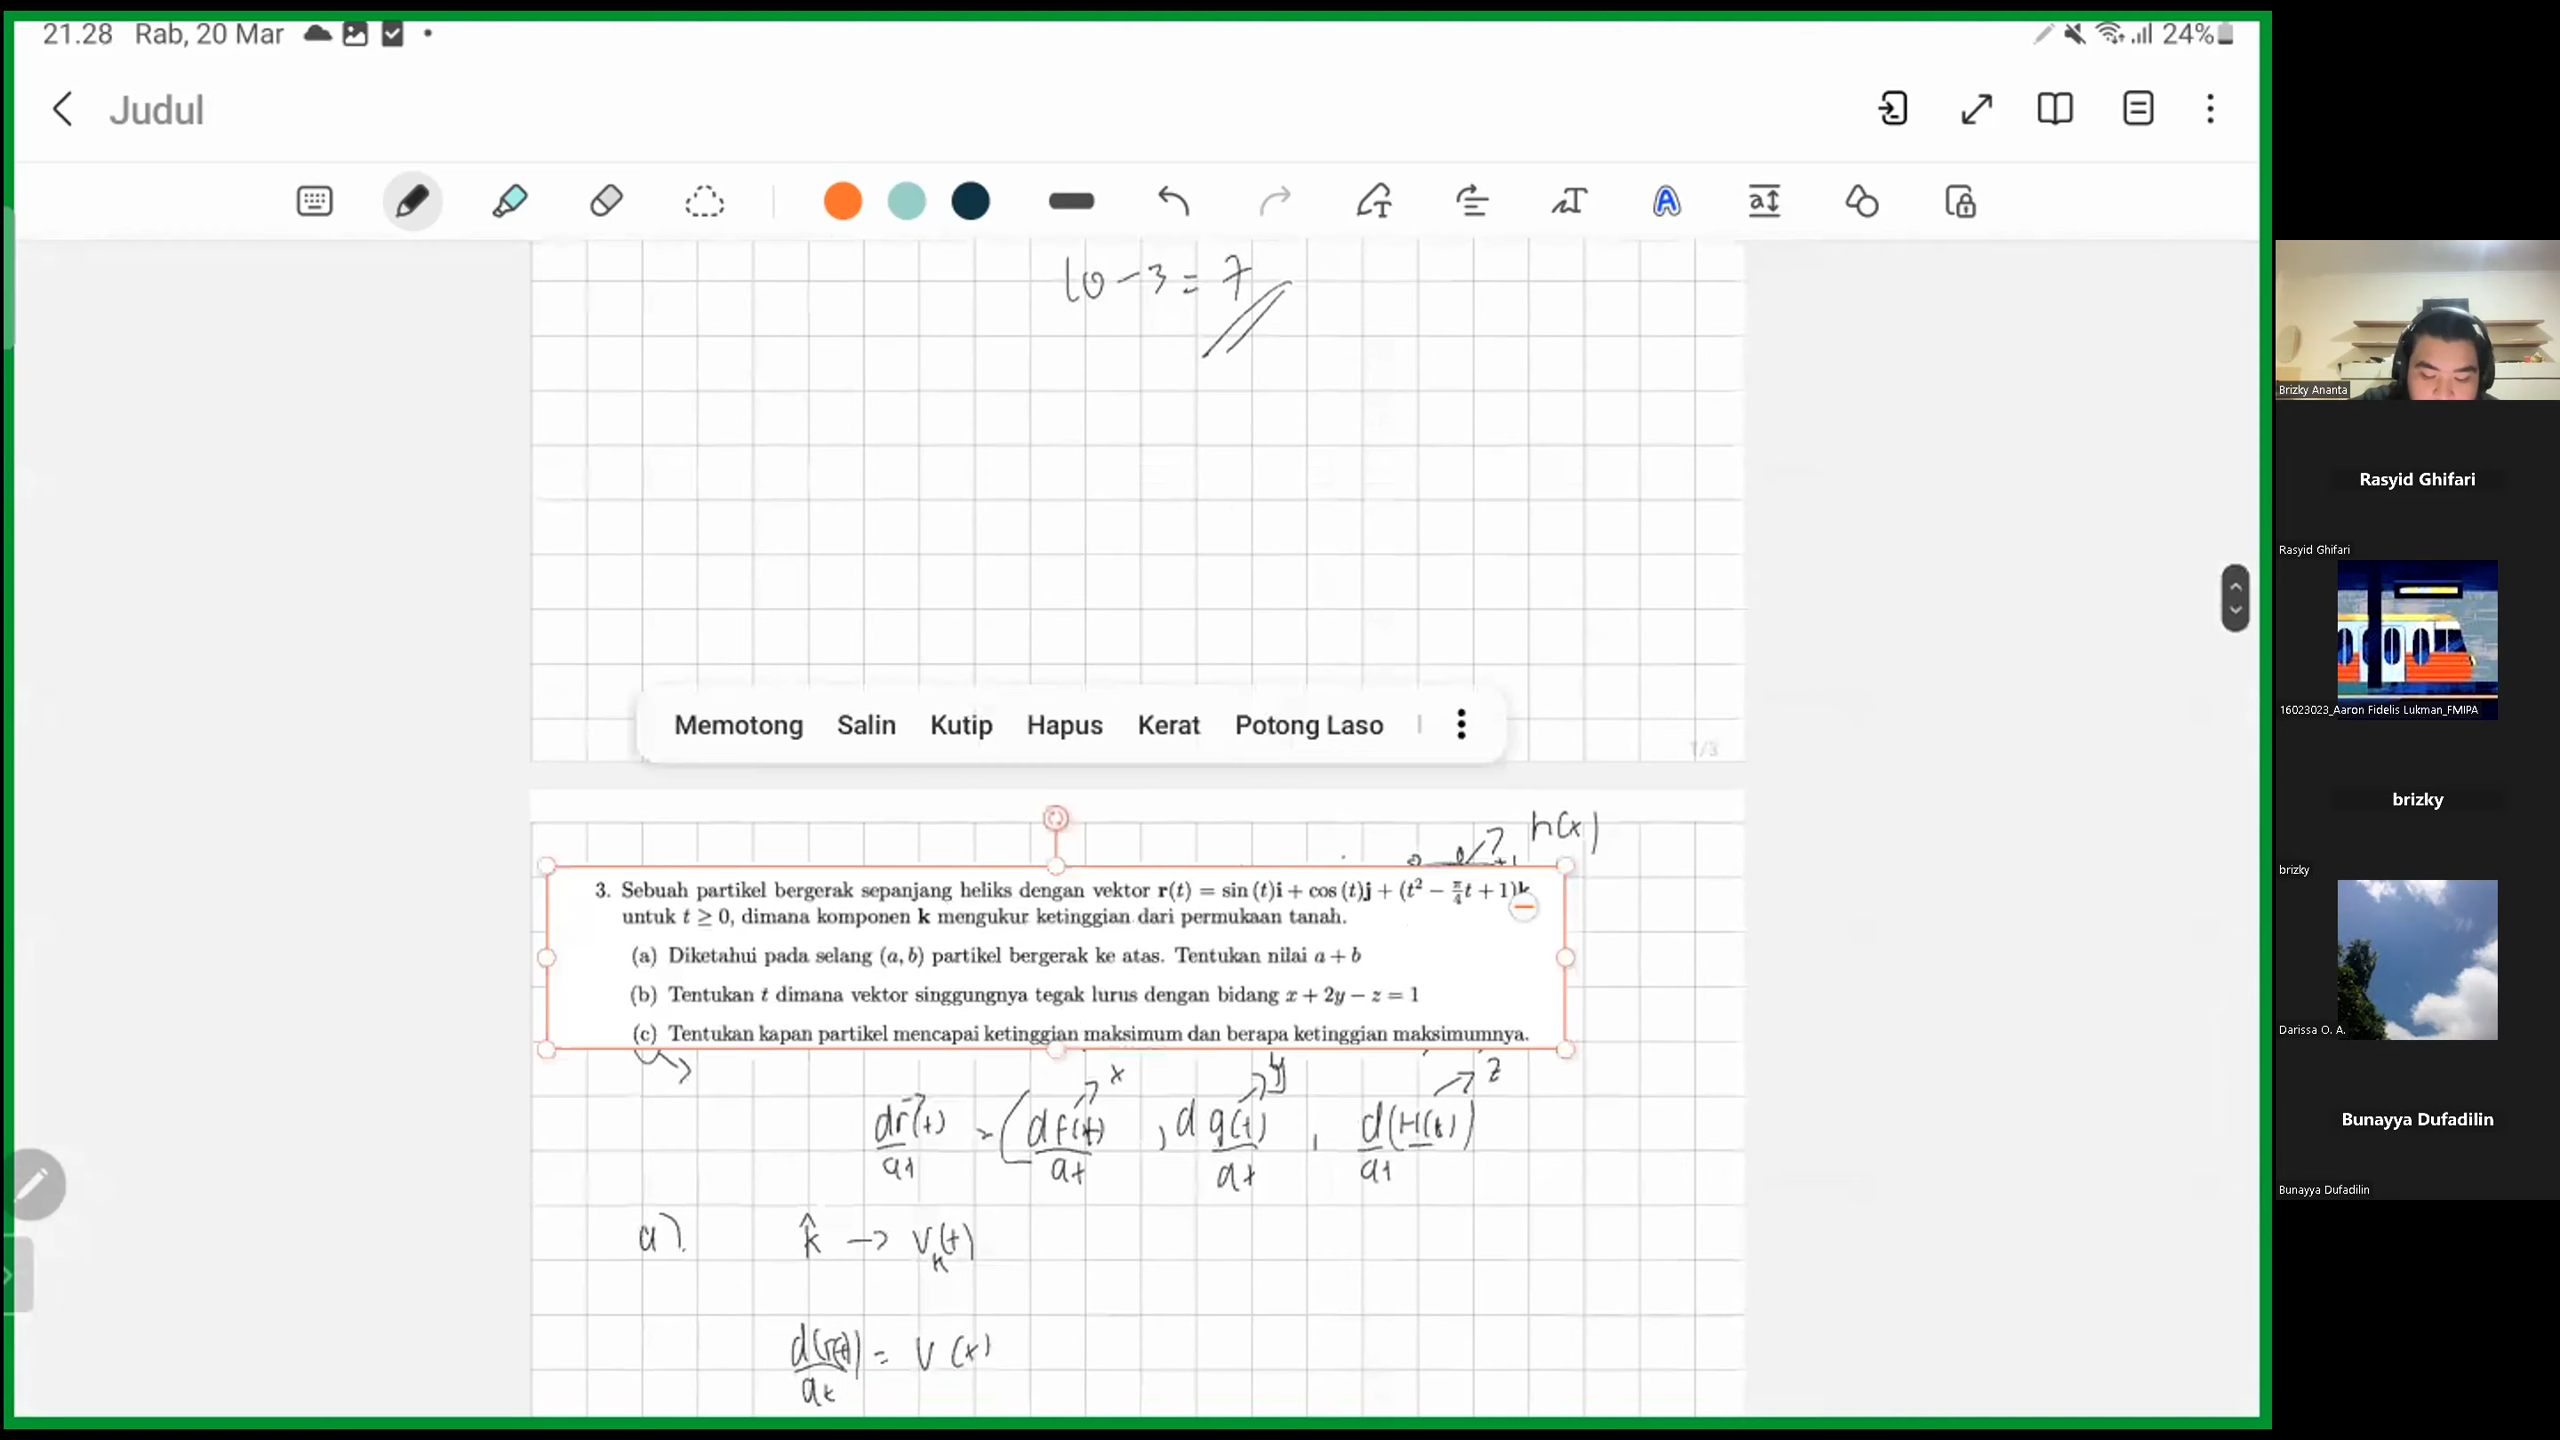 21.28 Rab, 20 Mar
24%
Judul
10 - 3 = 7
Memotong Salin Kutip Hapus Kerat Potong Laso
1/3
h(x)
3. Sebuah partikel bergerak sepanjang heliks dengan vektor r(t) = sin (t)i + cos (t)j + (t² − π/4 t + 1)k
untuk t ≥ 0, dimana komponen k mengukur ketinggian dari permukaan tanah.
(a) Diketahui pada selang (a, b) partikel bergerak ke atas. Tentukan nilai a + b
(b) Tentukan t dimana vektor singgungnya tegak lurus dengan bidang x + 2y − z = 1
(c) Tentukan kapan partikel mencapai ketinggian maksimum dan berapa ketinggian maksimumnya.
x y z
dr(t)/dt = (df(t)/dt, dg(t)/dt, d(H(t))/dt
a). k̂ → Vk(t)
d(r(t))/dt = V(x)
Brizky Ananta
Rasyid Ghifari
Rasyid Ghifari
16023023_Aaron Fidelis Lukman_FMIPA
brizky
brizky
Darissa O. A.
Bunayya Dufadilin
Bunayya Dufadilin